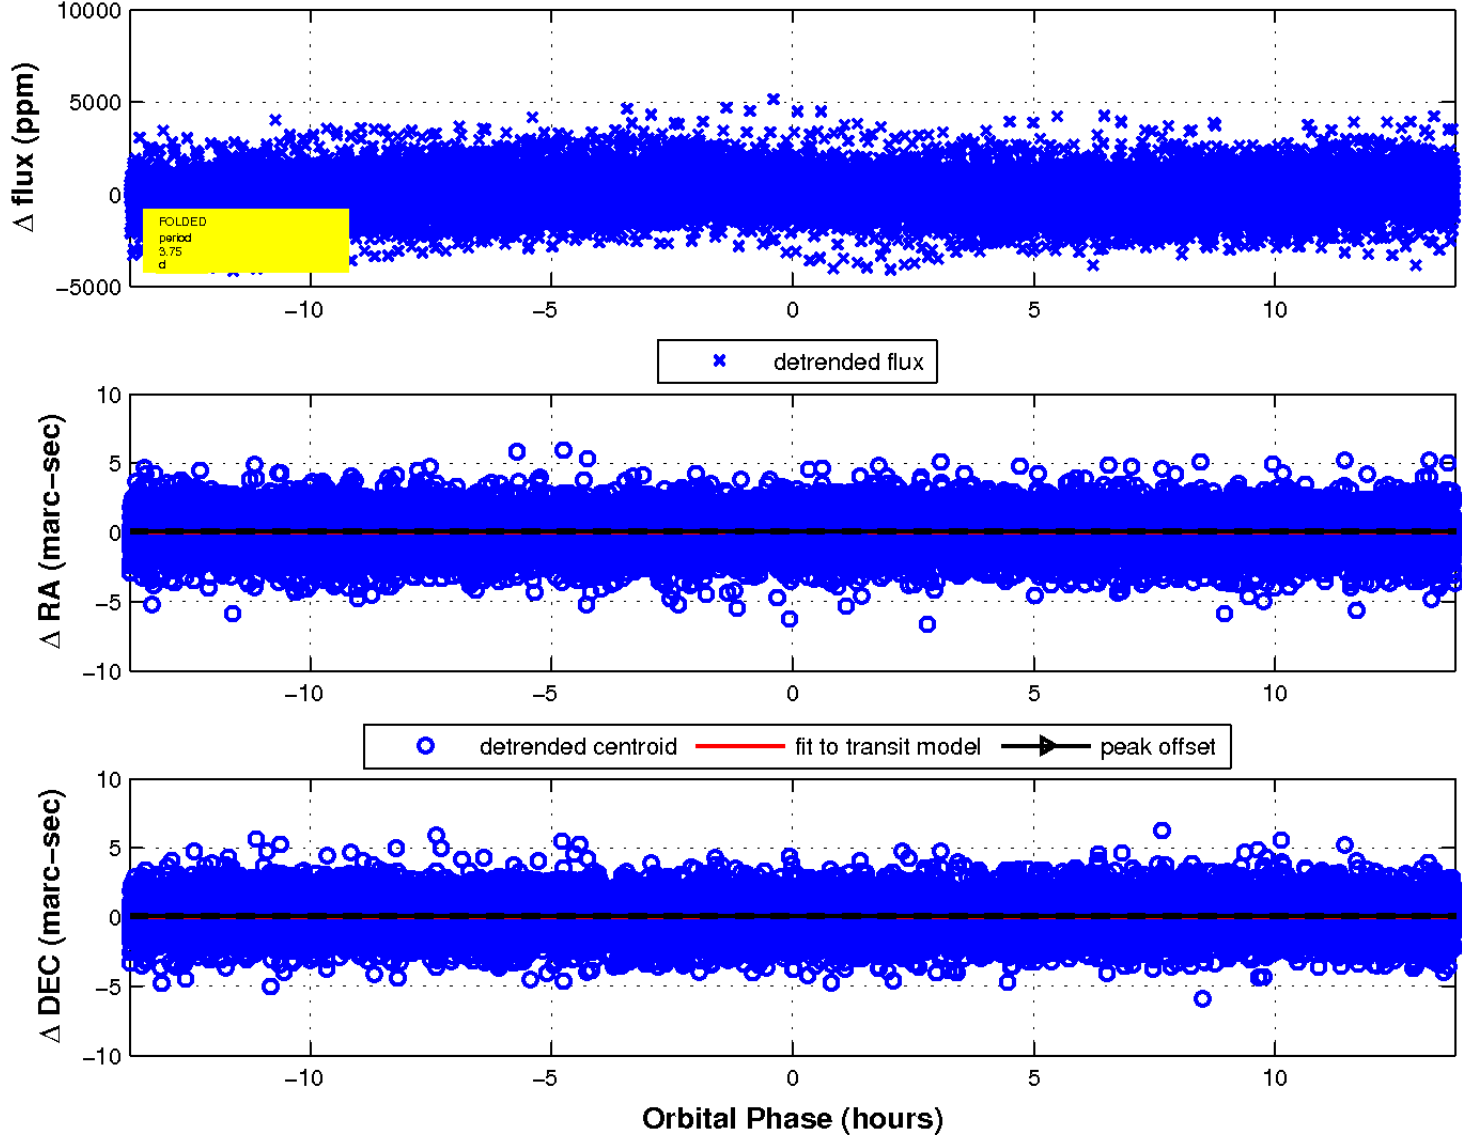 10000
5000
0
−5000
Δ flux (ppm)
FOLDED
period
3.75
d
−10 −5 0 5 10
detrended flux
10
5
0
−5
−10
Δ RA (marc−sec)
−10 −5 0 5 10
detrended centroid fit to transit model peak offset
10
5
0
−5
−10
Δ DEC (marc−sec)
−10 −5 0 5 10
Orbital Phase (hours)